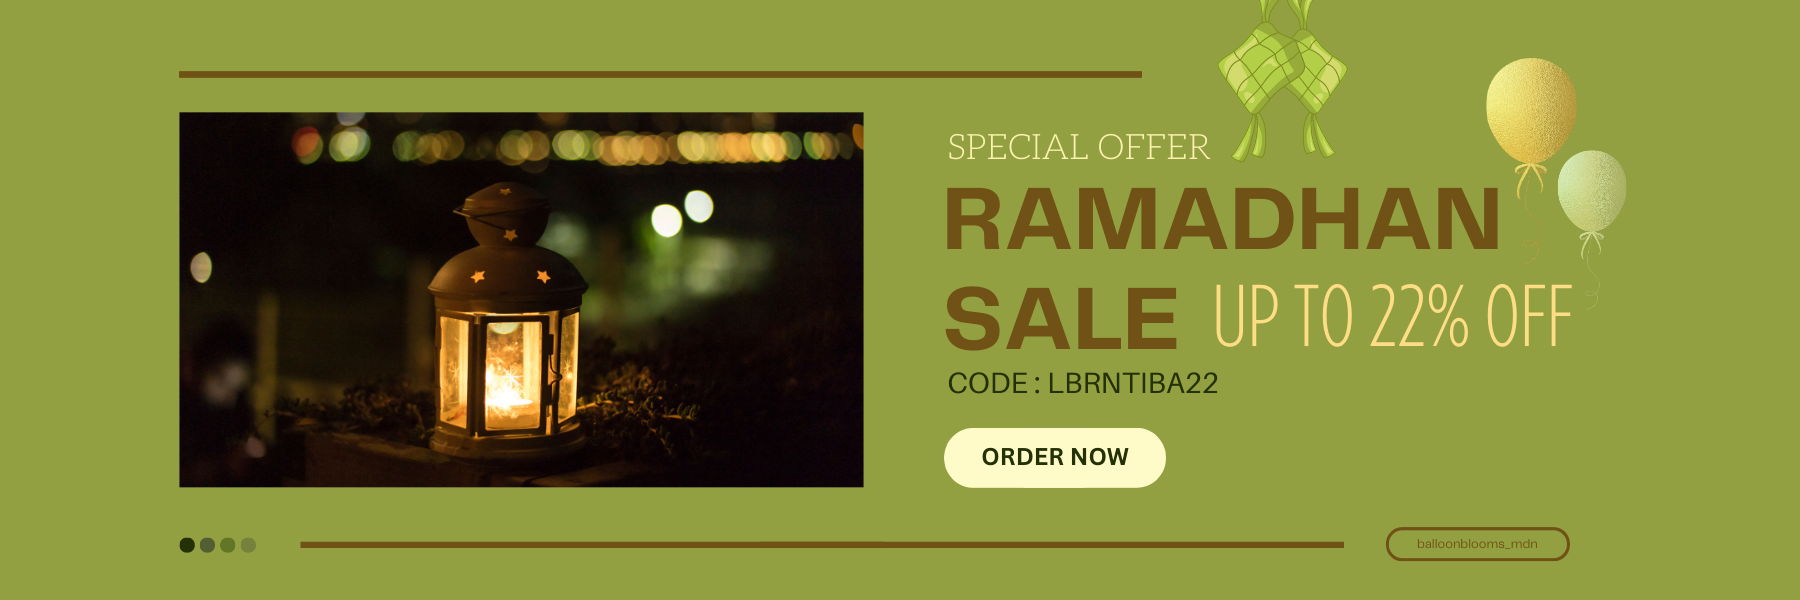 SPECIAL OFFER
RAMADHAN
SALE UP TO 22% OFF
CODE : LBRNTIBA22
ORDER NOW
balloonblooms_mdn